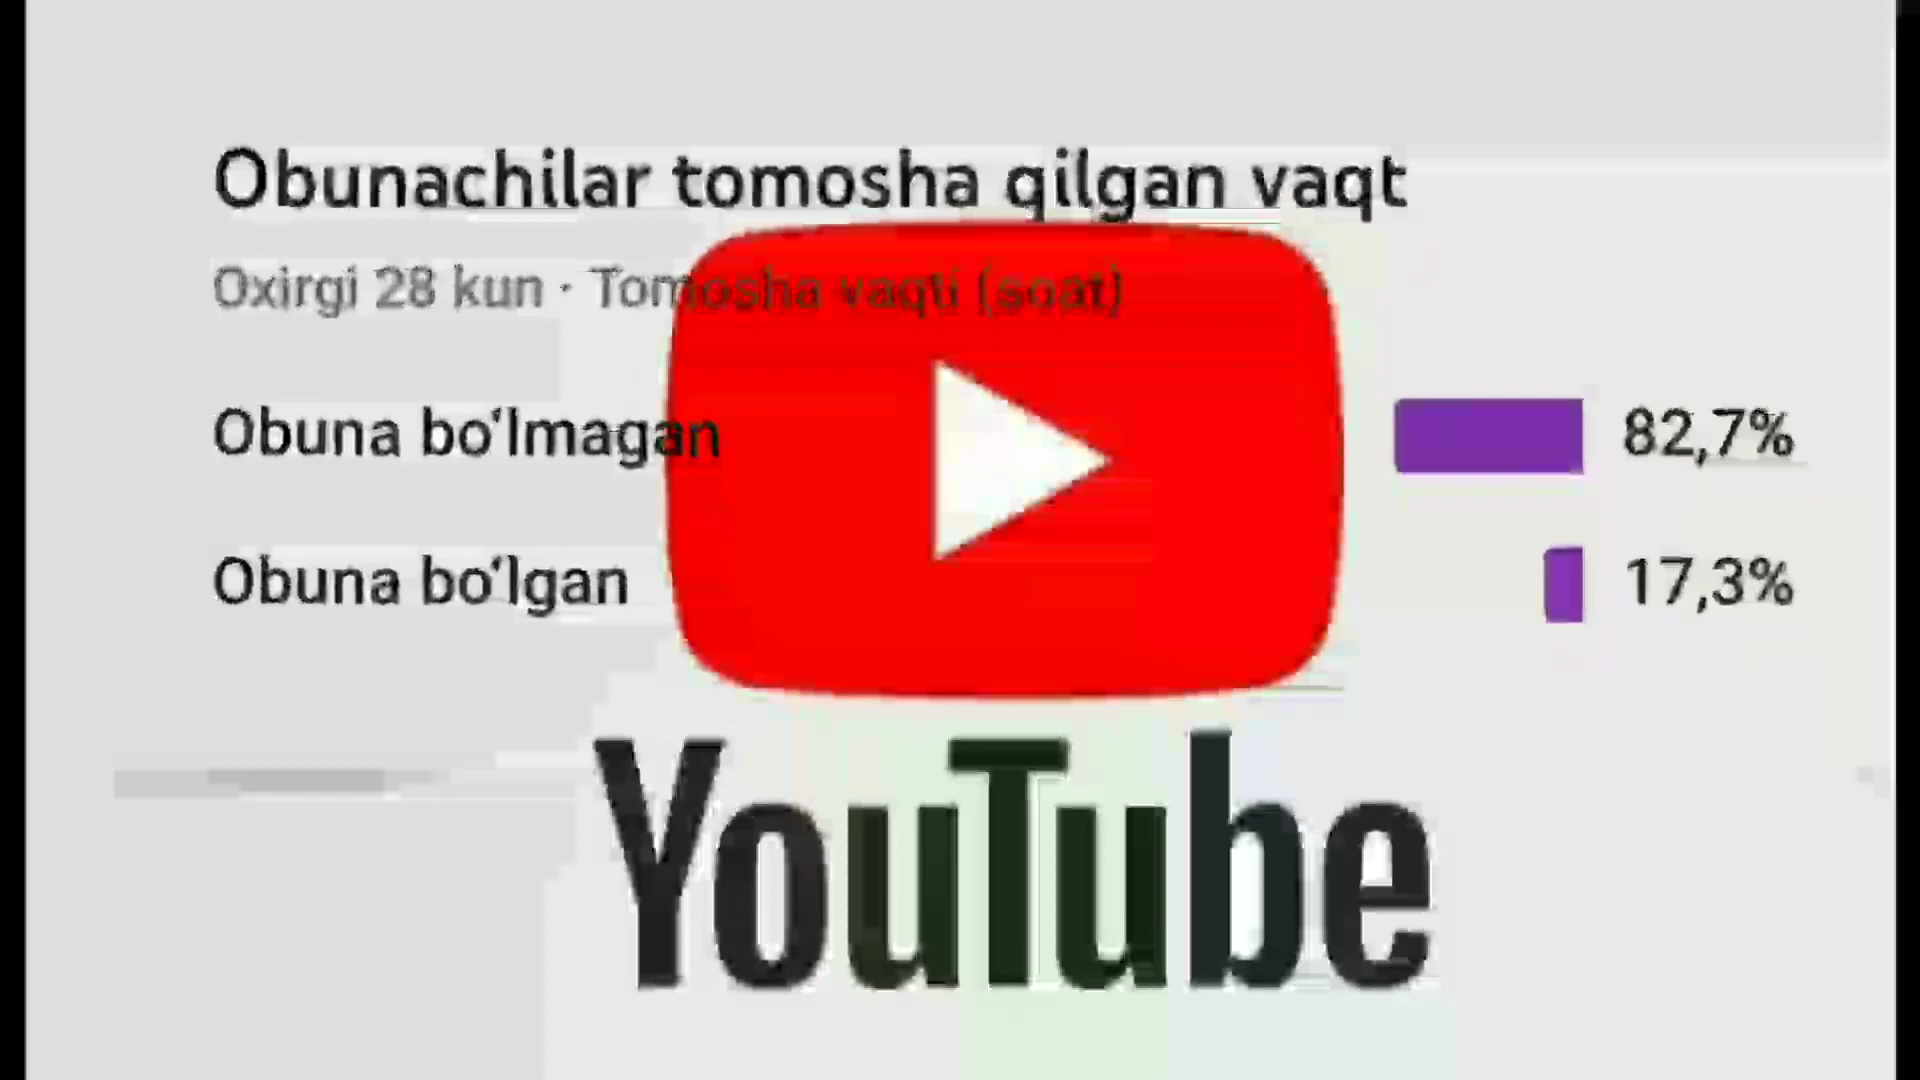 Obunachilar tomosha qilgan vaqt
Oxirgi 28 kun · Tomosha vaqti (soat)
Obuna bo‘lmagan 82,7%
Obuna bo‘lgan 17,3%
YouTube